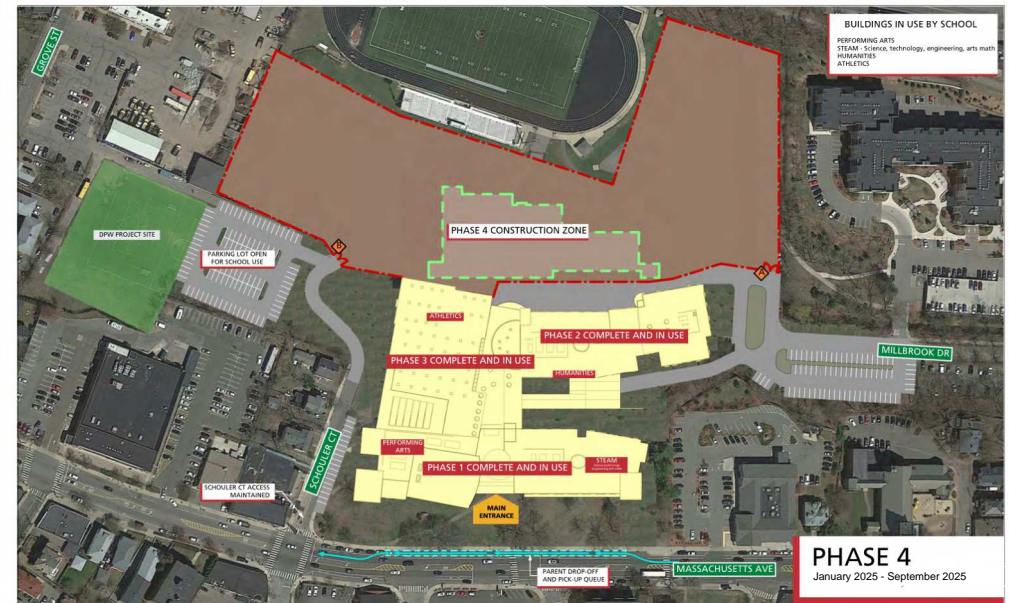 BUILDINGS IN USE BY SCHOOL
PERFORMING ARTS
STEAM - Science, technology, engineering, arts math
HUMANITIES
ATHLETICS
GROVE ST
DPW PROJECT SITE
PARKING LOT OPEN
FOR SCHOOL USE
B
PHASE 4 CONSTRUCTION ZONE
A
ATHLETICS
PHASE 2 COMPLETE AND IN USE
PHASE 3 COMPLETE AND IN USE
HUMANITIES
MILLBROOK DR
SCHOULER CT
PERFORMING
ARTS
PHASE 1 COMPLETE AND IN USE
STEAM
SCHOULER CT ACCESS
MAINTAINED
MAIN
ENTRANCE
PARENT DROP-OFF
AND PICK-UP QUEUE
MASSACHUSETTS AVE
PHASE 4
January 2025 - September 2025